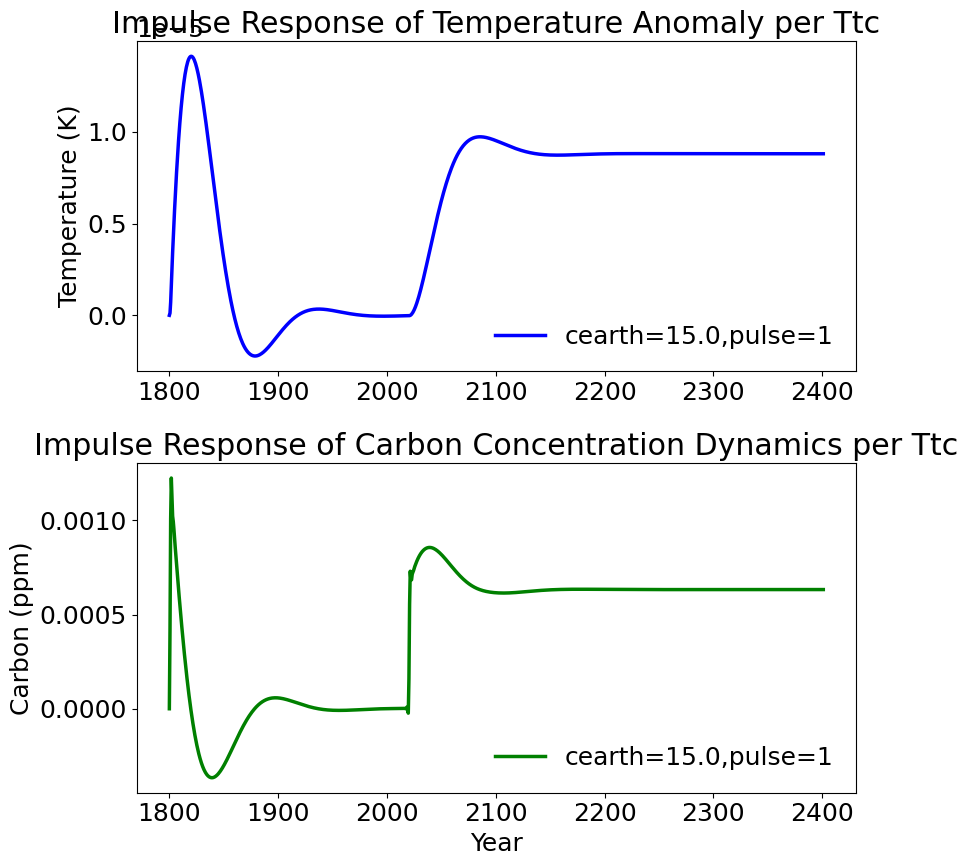 Impulse Response of Temperature Anomaly per Ttc
1e−5
1.0
0.5
0.0
Temperature (K)
cearth=15.0,pulse=1
1800 1900 2000 2100 2200 2300 2400
Impulse Response of Carbon Concentration Dynamics per Ttc
0.0010
0.0005
0.0000
Carbon (ppm)
cearth=15.0,pulse=1
1800 1900 2000 2100 2200 2300 2400
Year